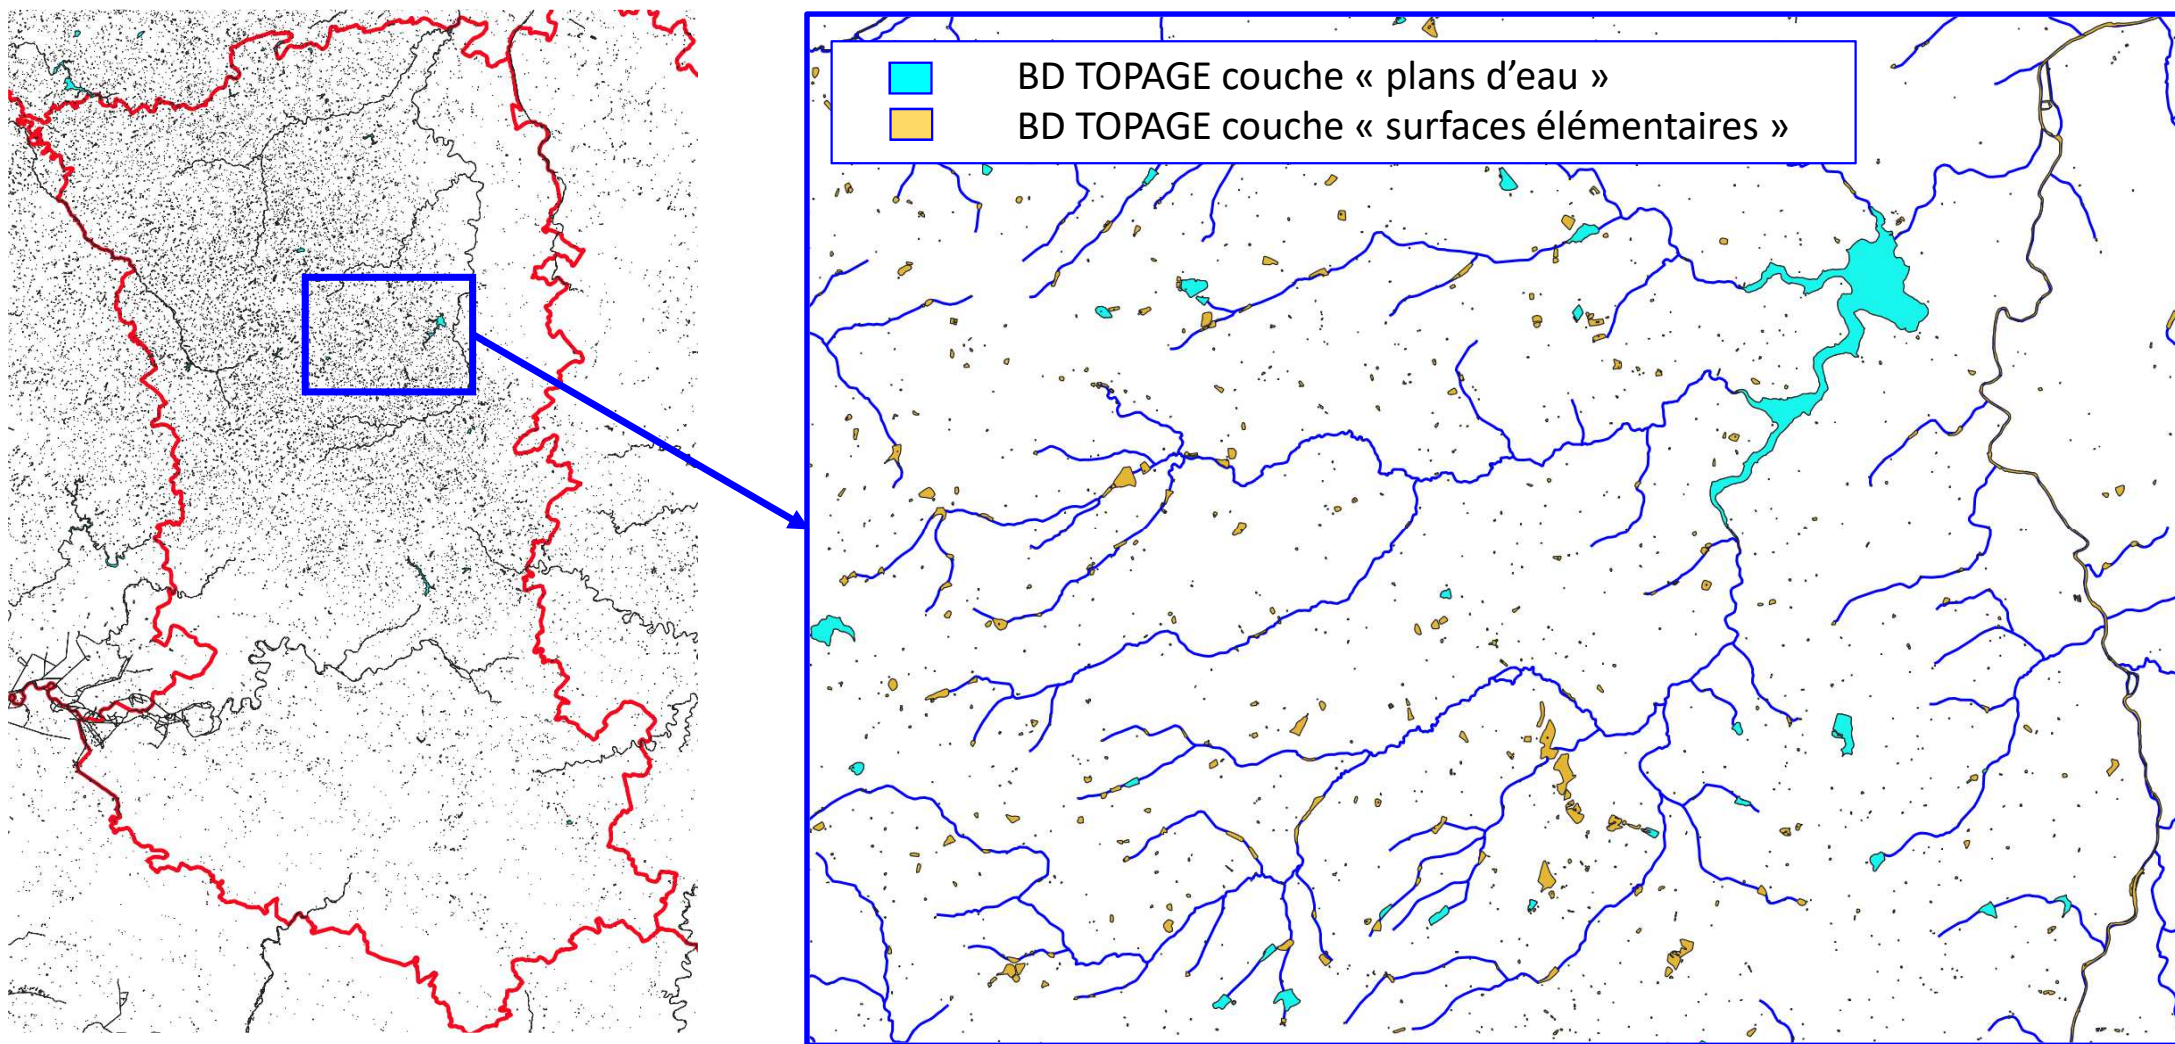 BD TOPAGE couche « plans d’eau »
BD TOPAGE couche « surfaces élémentaires »